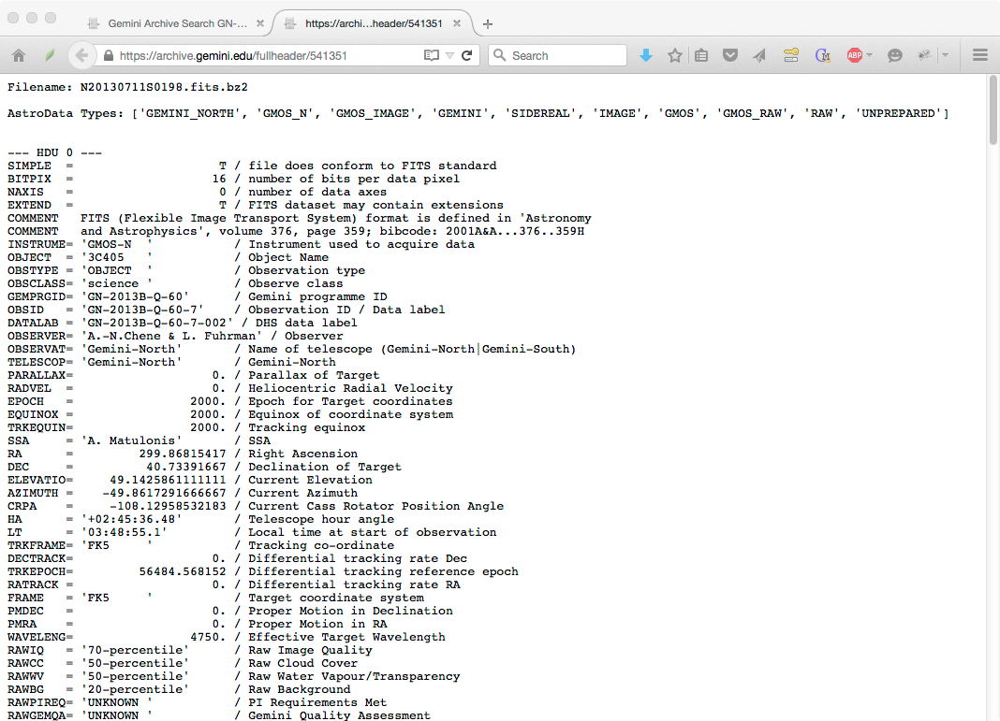 Gemini Archive Search GN-...
https://archi...header/541351
https://archive.gemini.edu/fullheader/541351
Search
ABP
Filename: N20130711S0198.fits.bz2
AstroData Types: ['GEMINI_NORTH', 'GMOS_N', 'GMOS_IMAGE', 'GEMINI', 'SIDEREAL', 'IMAGE', 'GMOS', 'GMOS_RAW', 'RAW', 'UNPREPARED']
--- HDU 0 ---
SIMPLE  =                    T / file does conform to FITS standard
BITPIX  =                   16 / number of bits per data pixel
NAXIS   =                    0 / number of data axes
EXTEND  =                    T / FITS dataset may contain extensions
COMMENT   FITS (Flexible Image Transport System) format is defined in 'Astronomy
COMMENT   and Astrophysics', volume 376, page 359; bibcode: 2001A&A...376..359H
INSTRUME= 'GMOS-N  '           / Instrument used to acquire data
OBJECT  = '3C405   '           / Object Name
OBSTYPE = 'OBJECT  '           / Observation type
OBSCLASS= 'science '           / Observe class
GEMPRGID= 'GN-2013B-Q-60'      / Gemini programme ID
OBSID   = 'GN-2013B-Q-60-7'    / Observation ID / Data label
DATALAB = 'GN-2013B-Q-60-7-002' / DHS data label
OBSERVER= 'A.-N.Chene & L. Fuhrman' / Observer
OBSERVAT= 'Gemini-North'       / Name of telescope (Gemini-North|Gemini-South)
TELESCOP= 'Gemini-North'       / Gemini-North
PARALLAX=                   0. / Parallax of Target
RADVEL  =                   0. / Heliocentric Radial Velocity
EPOCH   =                2000. / Epoch for Target coordinates
EQUINOX =                2000. / Equinox of coordinate system
TRKEQUIN=                2000. / Tracking equinox
SSA     = 'A. Matulonis'       / SSA
RA      =         299.86815417 / Right Ascension
DEC     =          40.73391667 / Declination of Target
ELEVATIO=     49.1425861111111 / Current Elevation
AZIMUTH =    -49.8617291666667 / Current Azimuth
CRPA    =     -108.12958532183 / Current Cass Rotator Position Angle
HA      = '+02:45:36.48'       / Telescope hour angle
LT      = '03:48:55.1'         / Local time at start of observation
TRKFRAME= 'FK5     '           / Tracking co-ordinate
DECTRACK=                   0. / Differential tracking rate Dec
TRKEPOCH=         56484.568152 / Differential tracking reference epoch
RATRACK =                   0. / Differential tracking rate RA
FRAME   = 'FK5     '           / Target coordinate system
PMDEC   =                   0. / Proper Motion in Declination
PMRA    =                   0. / Proper Motion in RA
WAVELENG=                4750. / Effective Target Wavelength
RAWIQ   = '70-percentile'      / Raw Image Quality
RAWCC   = '50-percentile'      / Raw Cloud Cover
RAWWV   = '50-percentile'      / Raw Water Vapour/Transparency
RAWBG   = '20-percentile'      / Raw Background
RAWPIREQ= 'UNKNOWN '           / PI Requirements Met
RAWGEMQA= 'UNKNOWN '           / Gemini Quality Assessment